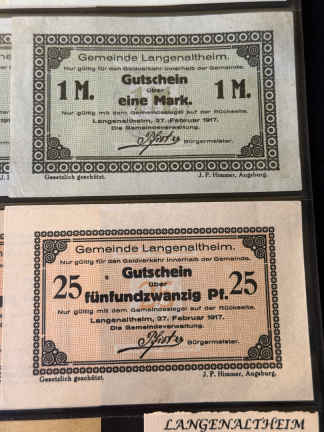 Gemeinde Langenaltheim.
Nur gültig für den Geldverkehr innerhalb der Gemeinde.
Gutschein
1 M. über 1 M.
eine Mark.
Nur gültig mit dem Gemeindesiegel auf der Rückseite.
Langenaltheim, 27. Februar 1917.
Die Gemeindeverwaltung.
Bürgermeister.
Gesetzlich geschützt. J. P. Himmer, Augsburg.
Gemeinde Langenaltheim.
Nur gültig für den Geldverkehr innerhalb der Gemeinde.
Gutschein
25 über 25
fünfundzwanzig Pf.
Nur gültig mit dem Gemeindesiegel auf der Rückseite.
Langenaltheim, 27. Februar 1917.
Die Gemeindeverwaltung.
Bürgermeister.
Gesetzlich geschützt. J. P. Himmer, Augsburg.
LANGENALTHEIM